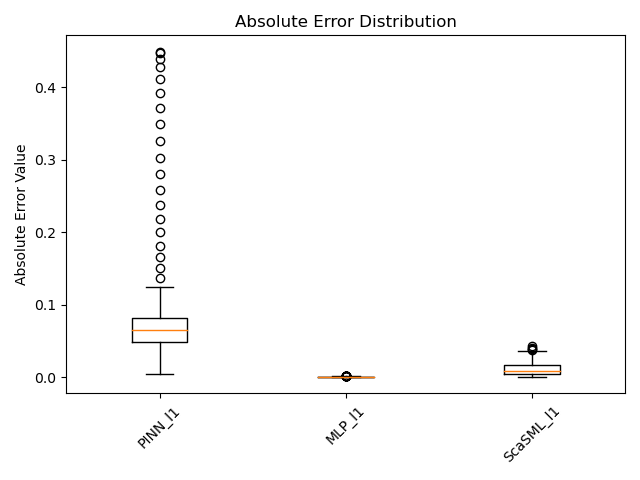 Absolute Error Distribution
Absolute Error Value
0.4
0.3
0.2
0.1
0.0
PINN_l1
MLP_l1
ScaSML_l1